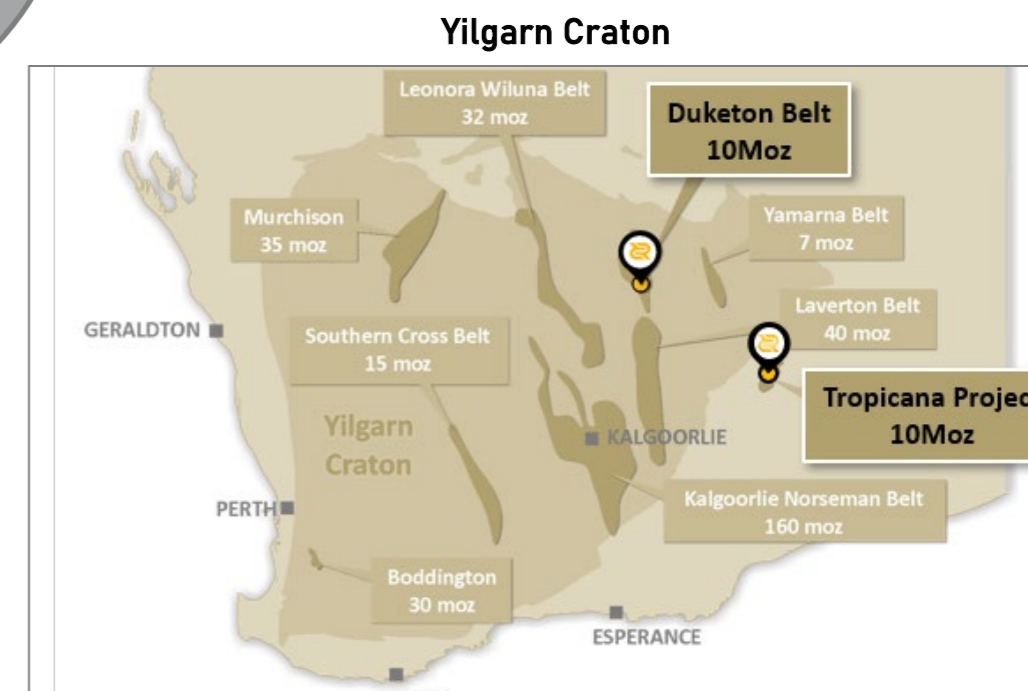 Yilgarn Craton
Leonora Wiluna Belt
32 moz
Duketon Belt
10Moz
Murchison
35 moz
Yamarna Belt
7 moz
Laverton Belt
40 moz
GERALDTON
Southern Cross Belt
15 moz
Tropicana Projec
10Moz
Yilgarn
Craton
KALGOORLIE
Kalgoorlie Norseman Belt
160 moz
PERTH
Boddington
30 moz
ESPERANCE